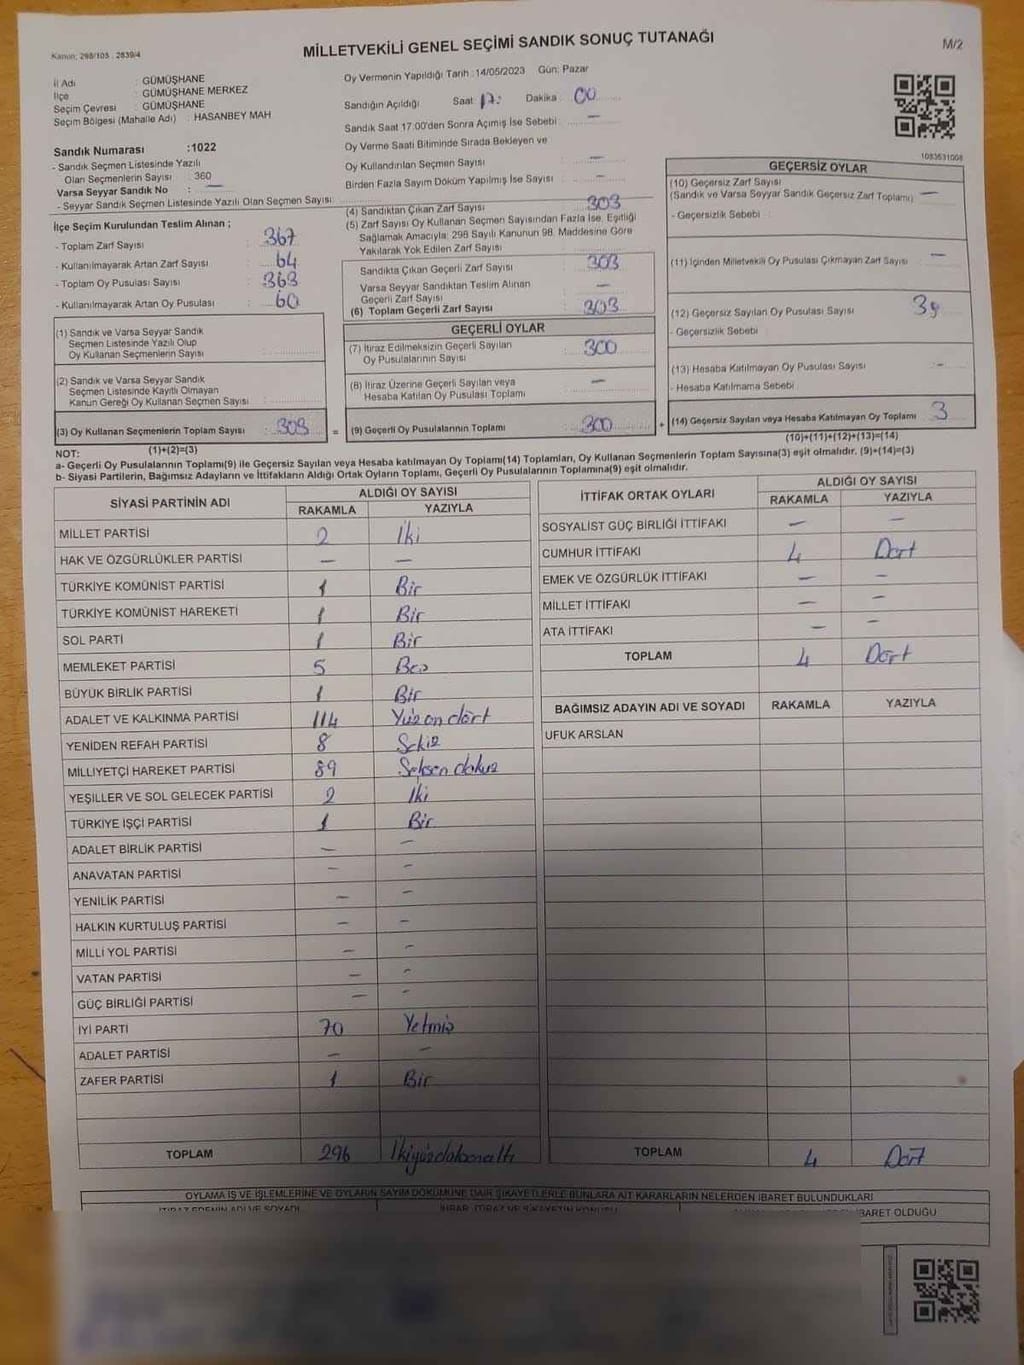 Kanun: 298/105 . 2839/4
MİLLETVEKİLİ GENEL SEÇİMİ SANDIK SONUÇ TUTANAĞI
M/2
İl Adı : GÜMÜŞHANE
İlçe : GÜMÜŞHANE MERKEZ
Seçim Çevresi : GÜMÜŞHANE
Seçim Bölgesi (Mahalle Adı) : HASANBEY MAH
Sandık Numarası :1022
- Sandık Seçmen Listesinde Yazılı
Olan Seçmenlerin Sayısı : 360
Varsa Seyyar Sandık No : —
- Seyyar Sandık Seçmen Listesinde Yazılı Olan Seçmen Sayısı:
Oy Vermenin Yapıldığı Tarih :14/05/2023 Gün: Pazar
Sandığın Açıldığı Saat 17: Dakika : 00
Sandık Saat 17:00'den Sonra Açımış İse Sebebi : —
Oy Verme Saati Bitiminde Sırada Bekleyen ve
Oy Kullandırılan Seçmen Sayısı : —
Birden Fazla Sayım Döküm Yapılmış İse Sayısı : —
1083631008
İlçe Seçim Kurulundan Teslim Alınan ;
- Toplam Zarf Sayısı : 367
- Kullanılmayarak Artan Zarf Sayısı : 64
- Toplam Oy Pusulası Sayısı : 363
- Kullanılmayarak Artan Oy Pusulası : 60
(1) Sandık ve Varsa Seyyar Sandık
Seçmen Listesinde Yazılı Olup
Oy Kullanan Seçmenlerin Sayısı :
(2) Sandık ve Varsa Seyyar Sandık
Seçmen Listesinde Kayıtlı Olmayan
Kanun Gereği Oy Kullanan Seçmen Sayısı :
(3) Oy Kullanan Seçmenlerin Toplam Sayısı : 303
(1)+(2)=(3)
(4) Sandıktan Çıkan Zarf Sayısı : 303
(5) Zarf Sayısı Oy Kullanan Seçmen Sayısından Fazla İse, Eşitliği
Sağlamak Amacıyla; 298 Sayılı Kanunun 98. Maddesine Göre
Yakılarak Yok Edilen Zarf Sayısı :
Sandıkta Çıkan Geçerli Zarf Sayısı : 303
Varsa Seyyar Sandıktan Teslim Alınan
Geçerli Zarf Sayısı : —
(6) Toplam Geçerli Zarf Sayısı : 303
GEÇERLİ OYLAR
(7) İtiraz Edilmeksizin Geçerli Sayılan
Oy Pusulalarının Sayısı : 300
(8) İtiraz Üzerine Geçerli Sayılan veya
Hesaba Katılan Oy Pusulası Toplamı : —
= (9) Geçerli Oy Pusulalarının Toplamı : 300
GEÇERSİZ OYLAR
(10) Geçersiz Zarf Sayısı
(Sandık ve Varsa Seyyar Sandık Geçersiz Zarf Toplamı) : —
- Geçersizlik Sebebi :
(11) İçinden Milletvekili Oy Pusulası Çıkmayan Zarf Sayısı : —
(12) Geçersiz Sayılan Oy Pusulası Sayısı :
- Geçersizlik Sebebi :
(13) Hesaba Katılmayan Oy Pusulası Sayısı : —
- Hesaba Katılmama Sebebi :
+ (14) Geçersiz Sayılan veya Hesaba Katılmayan Oy Toplamı : 3
(10)+(11)+(12)+(13)=(14)
NOT:
a- Geçerli Oy Pusulalarının Toplamı(9) ile Geçersiz Sayılan veya Hesaba katılmayan Oy Toplamı(14) Toplamları, Oy Kullanan Seçmenlerin Toplam Sayısına(3) eşit olmalıdır. (9)+(14)=(3)
b- Siyasi Partilerin, Bağımsız Adayların ve İttifakların Aldığı Ortak Oyların Toplamı, Geçerli Oy Pusulalarının Toplamına(9) eşit olmalıdır.
SİYASİ PARTİNİN ADI ALDIĞI OY SAYISI
RAKAMLA YAZIYLA
MİLLET PARTİSİ 2 İki
HAK VE ÖZGÜRLÜKLER PARTİSİ — —
TÜRKİYE KOMÜNİST PARTİSİ 1 Bir
TÜRKİYE KOMÜNİST HAREKETİ 1 Bir
SOL PARTİ 1 Bir
MEMLEKET PARTİSİ 5 Beş
BÜYÜK BİRLİK PARTİSİ 1 Bir
ADALET VE KALKINMA PARTİSİ 114 Yüz on dört
YENİDEN REFAH PARTİSİ 8 Sekiz
MİLLİYETÇİ HAREKET PARTİSİ 89 Seksen dokuz
YEŞİLLER VE SOL GELECEK PARTİSİ 2 İki
TÜRKİYE İŞÇİ PARTİSİ 1 Bir
ADALET BİRLİK PARTİSİ — —
ANAVATAN PARTİSİ — —
YENİLİK PARTİSİ — —
HALKIN KURTULUŞ PARTİSİ — —
MİLLİ YOL PARTİSİ — —
VATAN PARTİSİ — —
GÜÇ BİRLİĞİ PARTİSİ — —
İYİ PARTİ 70 Yetmiş
ADALET PARTİSİ — —
ZAFER PARTİSİ 1 Bir
TOPLAM 296 İkiyüzdoksanaltı
İTTİFAK ORTAK OYLARI ALDIĞI OY SAYISI
RAKAMLA YAZIYLA
SOSYALİST GÜÇ BİRLİĞİ İTTİFAKI — —
CUMHUR İTTİFAKI 4 Dört
EMEK VE ÖZGÜRLÜK İTTİFAKI — —
MİLLET İTTİFAKI — —
ATA İTTİFAKI — —
TOPLAM 4 Dört
BAĞIMSIZ ADAYIN ADI VE SOYADI RAKAMLA YAZIYLA
UFUK ARSLAN
TOPLAM 4 Dört
OYLAMA İŞ VE İŞLEMLERİNE VE OYLARIN SAYIM DÖKÜMÜNE DAİR ŞİKAYETLERLE BUNLARA AİT KARARLARIN NELERDEN İBARET BULUNDUKLARI
İTİRAZ EDENİN ADI VE SOYADI
İBARET OLDUĞU